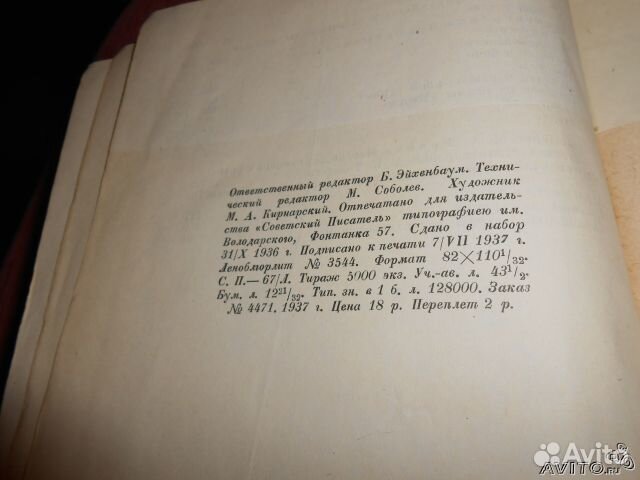 Ответственный редактор Б. Эйхенбаум. Техни-
ческий редактор М. Соболев. Художник
М. А. Кирнарский. Отпечатано для издатель-
ства «Советский Писатель» типографиею им.
Володарского, Фонтанка 57. Сдано в набор
31/X 1936 г. Подписано к печати 7/VII 1937 г.
Леноблгорлит № 3544. Формат 82×110¹/₃₂.
С. П.—67/Л. Тираж 5000 экз. Уч.-ав. л. 43¹/₂.
Бум. л. 12²¹/₃₂. Тип. зн. в 1 б. л. 128000. Заказ
№ 4471. 1937 г. Цена 18 р. Переплет 2 р.
Avito
AVITO.RU